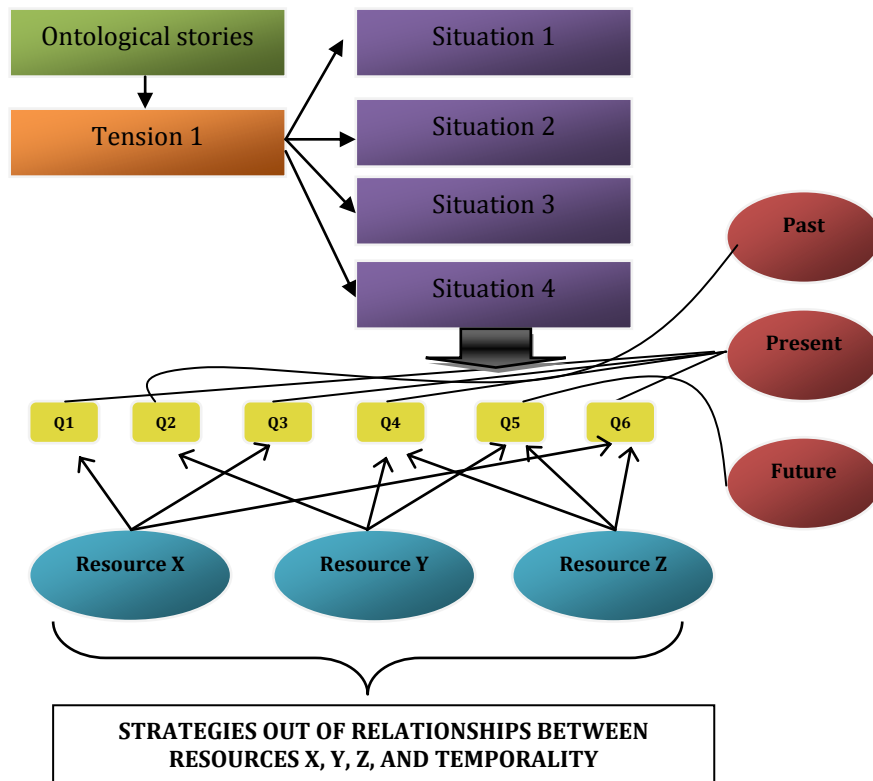 Ontological stories
Situation 1
Tension 1
Situation 2
Situation 3
Past
Situation 4
Present
Q1
Q2
Q3
Q4
Q5
Q6
Future
Resource X
Resource Y
Resource Z
STRATEGIES OUT OF RELATIONSHIPS BETWEEN
RESOURCES X, Y, Z, AND TEMPORALITY